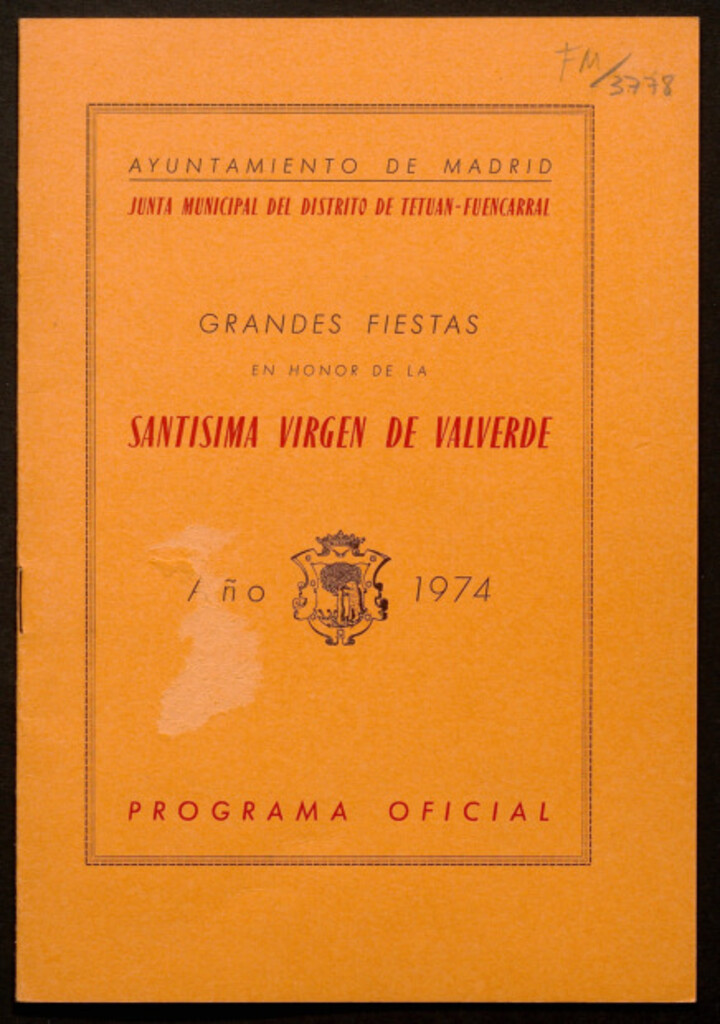 FM/3778
AYUNTAMIENTO DE MADRID
JUNTA MUNICIPAL DEL DISTRITO DE TETUAN-FUENCARRAL
GRANDES FIESTAS
EN HONOR DE LA
SANTISIMA VIRGEN DE VALVERDE
Año 1974
PROGRAMA OFICIAL